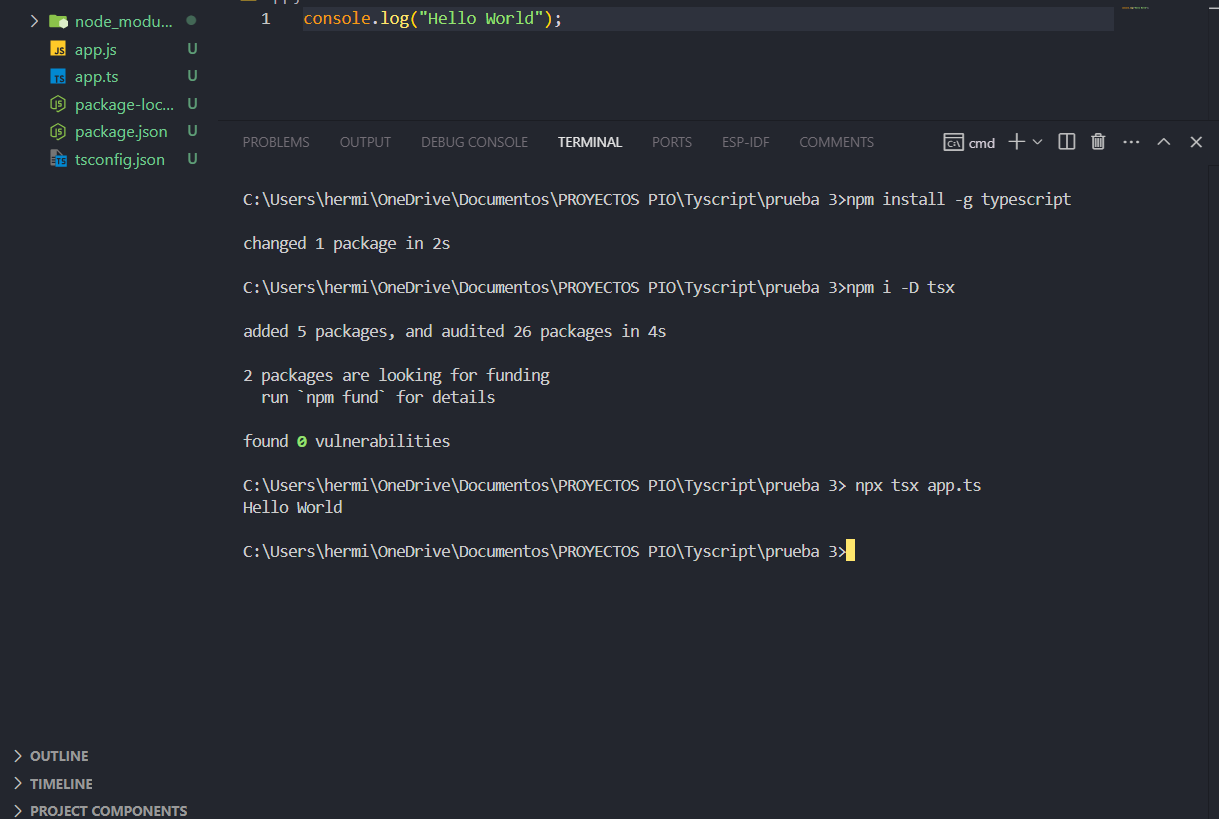 node_modu...
1 console.log("Hello World");
app.js U
app.ts U
package-loc... U
package.json U
tsconfig.json U
PROBLEMS OUTPUT DEBUG CONSOLE TERMINAL PORTS ESP-IDF COMMENTS cmd
C:\Users\hermi\OneDrive\Documentos\PROYECTOS PIO\Tyscript\prueba 3>npm install -g typescript
changed 1 package in 2s
C:\Users\hermi\OneDrive\Documentos\PROYECTOS PIO\Tyscript\prueba 3>npm i -D tsx
added 5 packages, and audited 26 packages in 4s
2 packages are looking for funding
run `npm fund` for details
found 0 vulnerabilities
C:\Users\hermi\OneDrive\Documentos\PROYECTOS PIO\Tyscript\prueba 3> npx tsx app.ts
Hello World
C:\Users\hermi\OneDrive\Documentos\PROYECTOS PIO\Tyscript\prueba 3>
OUTLINE
TIMELINE
PROJECT COMPONENTS